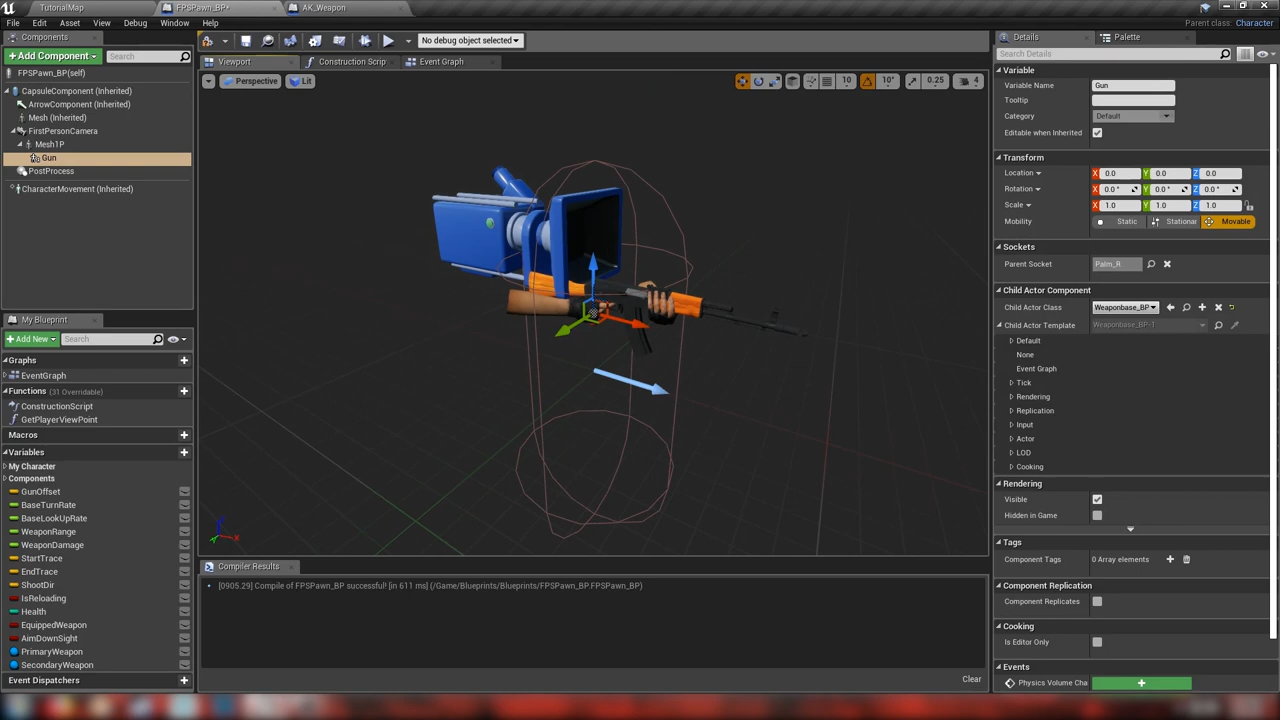 TutorialMap
FPSPawn_BP*
AK_Weapon
File Edit Asset View Debug Window Help
Parent class: Character
Components
+Add Component
Search
FPSPawn_BP(self)
CapsuleComponent (Inherited)
ArrowComponent (Inherited)
Mesh (Inherited)
FirstPersonCamera
Mesh1P
Gun
PostProcess
CharacterMovement (Inherited)
My Blueprint
+Add New
Search
Graphs
EventGraph
Functions (31 Overridable)
ConstructionScript
GetPlayerViewPoint
Macros
Variables
My Character
Components
GunOffset
BaseTurnRate
BaseLookUpRate
WeaponRange
WeaponDamage
StartTrace
EndTrace
ShootDir
IsReloading
Health
EquippedWeapon
AimDownSight
PrimaryWeapon
SecondaryWeapon
Event Dispatchers
No debug object selected
Viewport
Construction Scrip
Event Graph
Perspective Lit
10 10° 0.25 4
Compiler Results
[0905.29] Compile of FPSPawn_BP successful! [in 611 ms] (/Game/Blueprints/Blueprints/FPSPawn_BP.FPSPawn_BP)
Clear
Details
Palette
Search Details
Variable
Variable Name Gun
Tooltip
Category Default
Editable when Inherited
Transform
Location X 0.0 Y 0.0 Z 0.0
Rotation X 0.0 ° Y 0.0 ° Z 0.0 °
Scale X 1.0 Y 1.0 Z 1.0
Mobility Static Stationar Movable
Sockets
Parent Socket Palm_R
Child Actor Component
Child Actor Class Weaponbase_BP
Child Actor Template Weaponbase_BP-1
Default
None
Event Graph
Tick
Rendering
Replication
Input
Actor
LOD
Cooking
Rendering
Visible
Hidden in Game
Tags
Component Tags 0 Array elements
Component Replication
Component Replicates
Cooking
Is Editor Only
Events
Physics Volume Cha